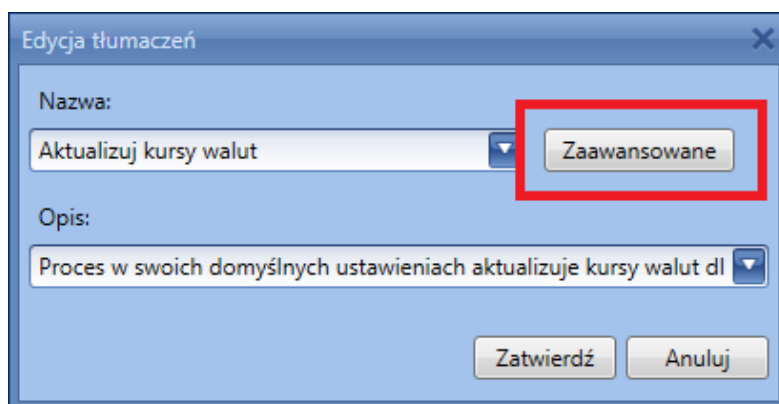 Edycja tłumaczeń
Nazwa:
Aktualizuj kursy walut
Zaawansowane
Opis:
Proces w swoich domyślnych ustawieniach aktualizuje kursy walut dl
Zatwierdź
Anuluj